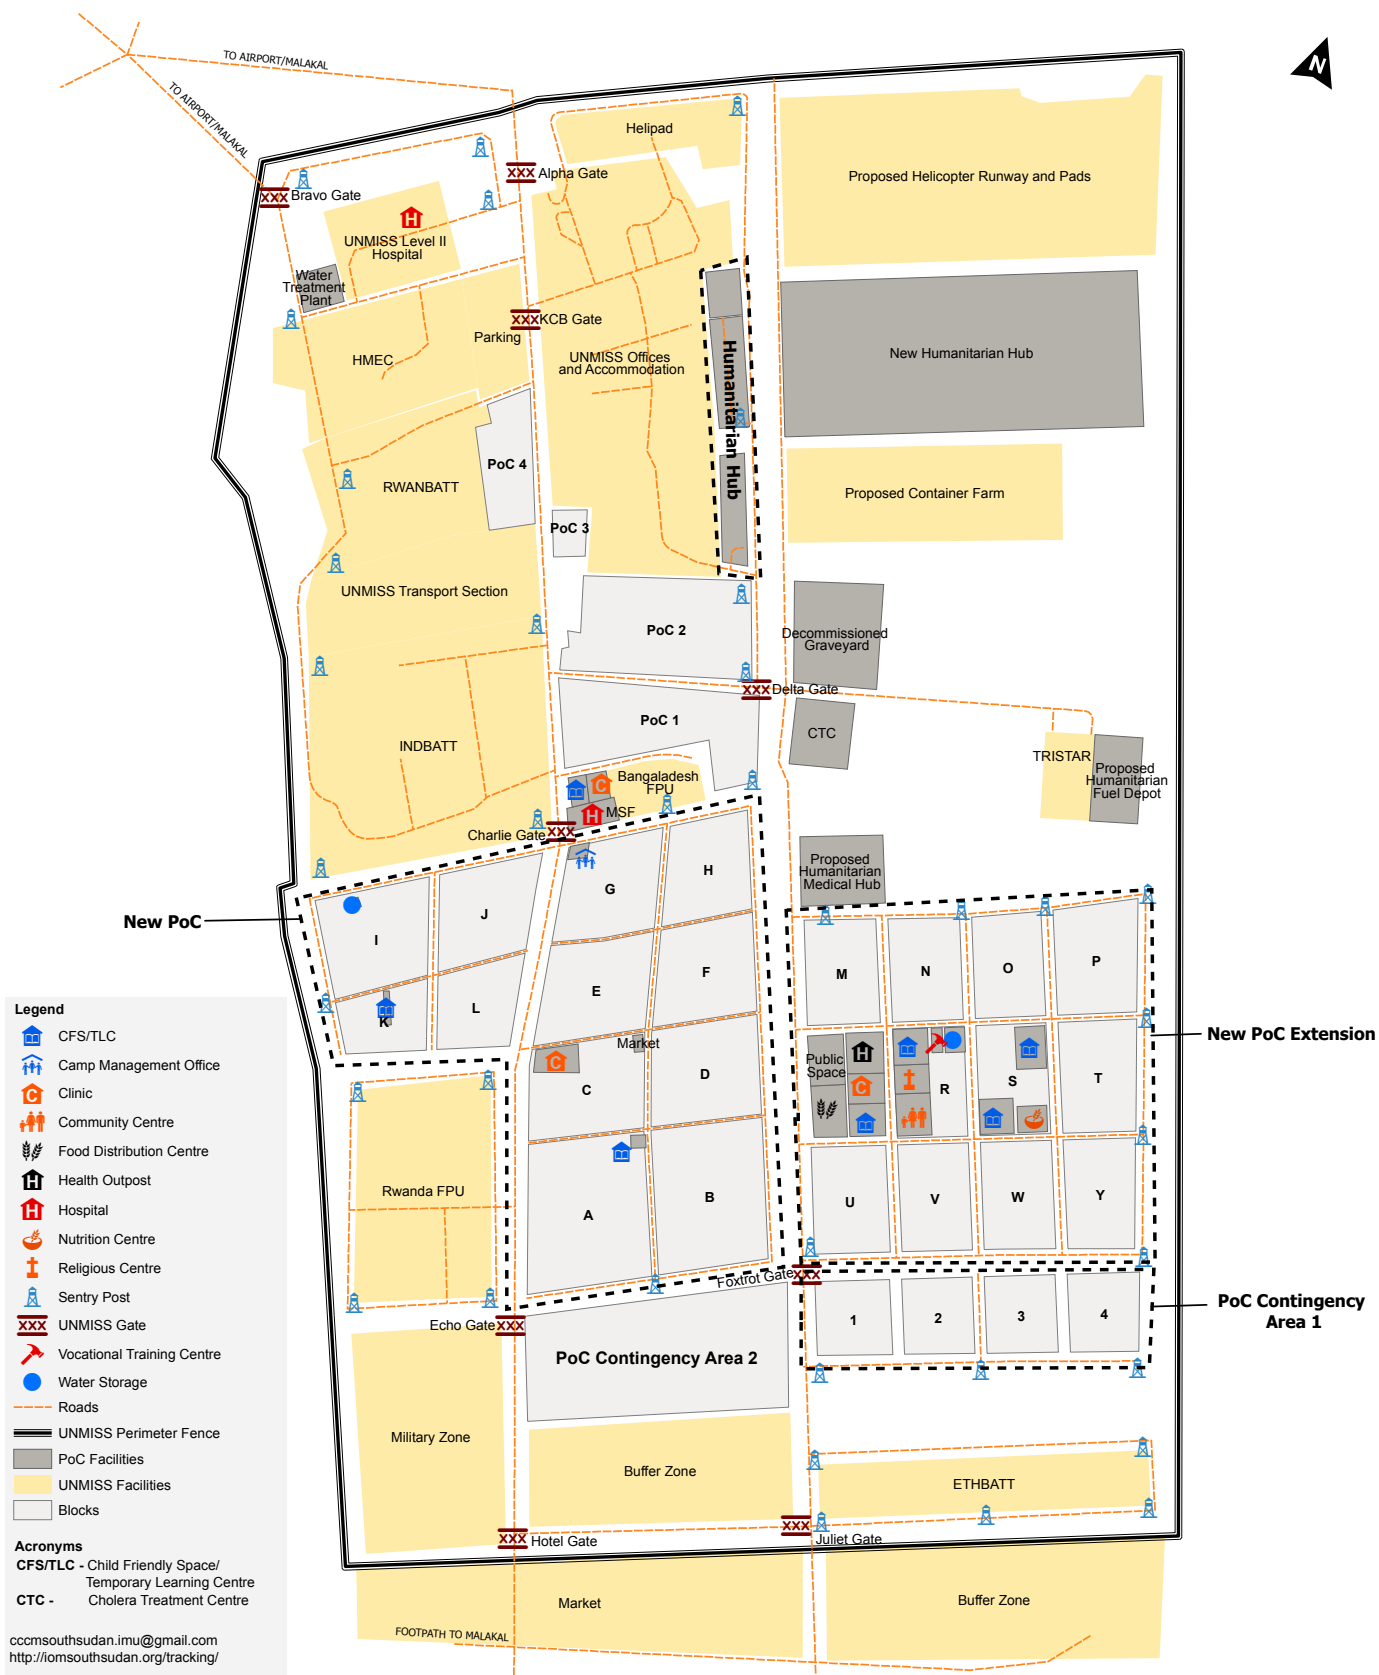 TO AIRPORT/MALAKAL
TO AIRPORT/MALAKAL
N
Helipad
Alpha Gate
Bravo Gate
Proposed Helicopter Runway and Pads
H
UNMISS Level II
Hospital
Water
Treatment
Plant
XXX
KCB Gate
Parking
HMEC
UNMISS Offices
and Accommodation
Humanitarian Hub
New Humanitarian Hub
PoC 4
RWANBATT
PoC 3
Proposed Container Farm
UNMISS Transport Section
PoC 2
Decommissioned
Graveyard
Delta Gate
PoC 1
CTC
INDBATT
TRISTAR
Proposed
Humanitarian
Fuel Depot
Bangaladesh
FPU
C
H
MSF
Charlie Gate
Proposed
Humanitarian
Medical Hub
New PoC
G
H
I
J
E
F
K
L
Market
C
C
D
A
B
M
N
O
P
New PoC Extension
Public
Space
H
C
R
S
T
U
V
W
Y
Rwanda FPU
Foxtrot Gate
Echo Gate
PoC Contingency Area 2
1
2
3
4
PoC Contingency
Area 1
Military Zone
Buffer Zone
ETHBATT
Hotel Gate
Juliet Gate
Market
Buffer Zone
FOOTPATH TO MALAKAL
Legend
CFS/TLC
Camp Management Office
C Clinic
Community Centre
Food Distribution Centre
H Health Outpost
H Hospital
Nutrition Centre
Religious Centre
Sentry Post
XXX UNMISS Gate
Vocational Training Centre
Water Storage
Roads
UNMISS Perimeter Fence
PoC Facilities
UNMISS Facilities
Blocks
Acronyms
CFS/TLC - Child Friendly Space/
Temporary Learning Centre
CTC - Cholera Treatment Centre
cccmsouthsudan.imu@gmail.com
http://iomsouthsudan.org/tracking/